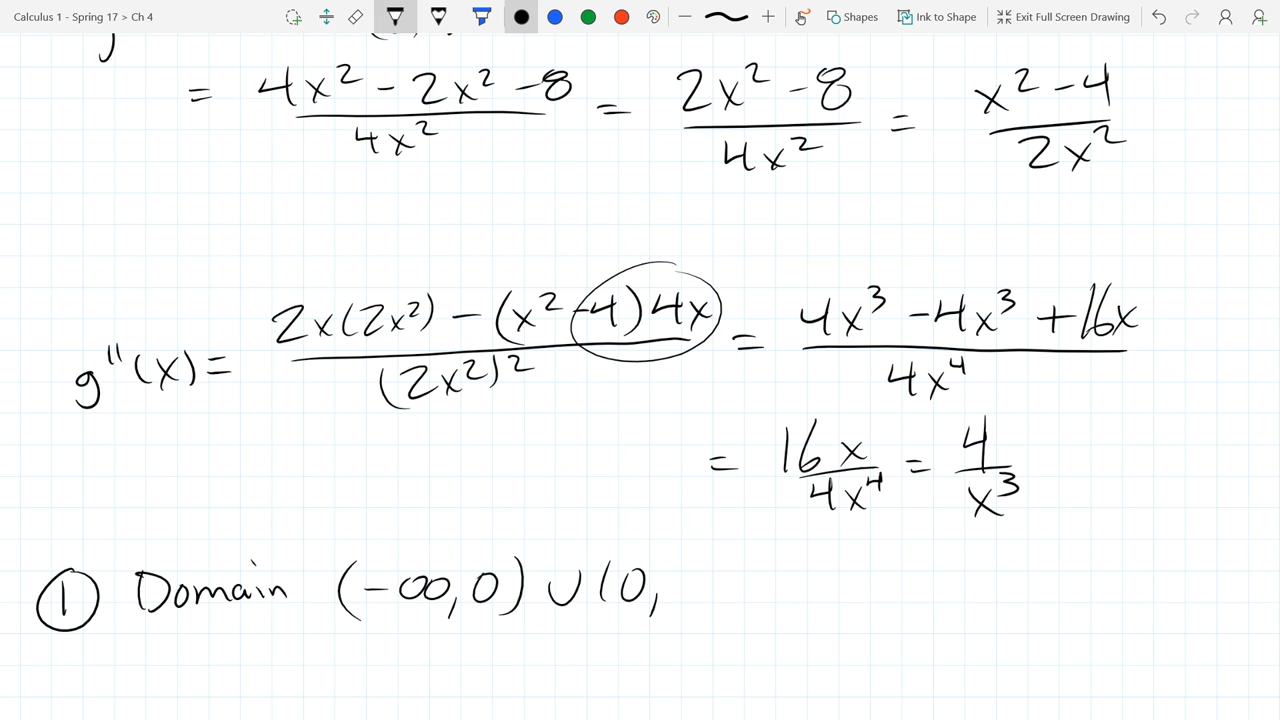 Calculus 1 - Spring 17 > Ch 4
Shapes
Ink to Shape
Exit Full Screen Drawing
= 4x² - 2x² - 8 / 4x² = 2x² - 8 / 4x² = x² - 4 / 2x²
g''(x) = 2x(2x²) - (x² - 4)4x / (2x²)² = 4x³ - 4x³ + 16x / 4x⁴
= 16x / 4x⁴ = 4 / x³
① Domain (-∞, 0) ∪ (0,